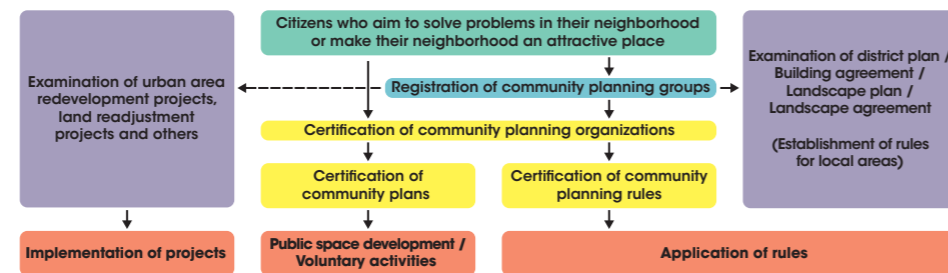 Citizens who aim to solve problems in their neighborhood
or make their neighborhood an attractive place
Examination of urban area
redevelopment projects,
land readjustment
projects and others
Registration of community planning groups
Examination of district plan /
Building agreement /
Landscape plan /
Landscape agreement
(Establishment of rules
for local areas)
Certification of community planning organizations
Certification of
community plans
Certification of community
planning rules
Implementation of projects
Public space development /
Voluntary activities
Application of rules